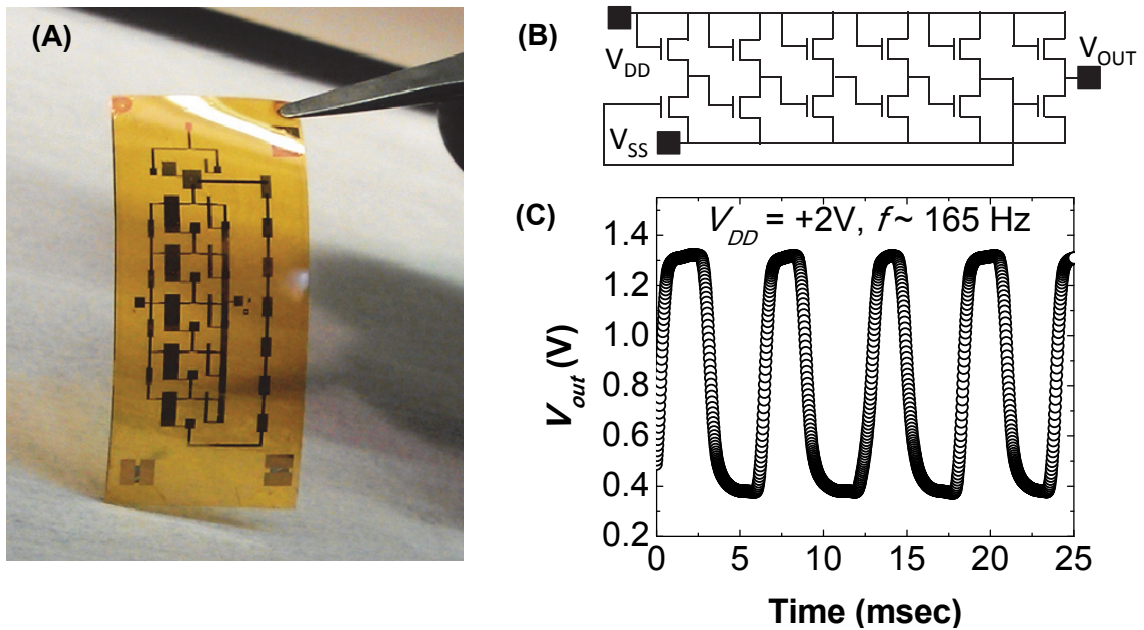 (A)
(B)
V_DD
V_OUT
V_SS
(C)
V_DD = +2V, f ~ 165 Hz
1.4
1.2
1.0
0.8
0.6
0.4
0.2
V_out (V)
0 5 10 15 20 25
Time (msec)